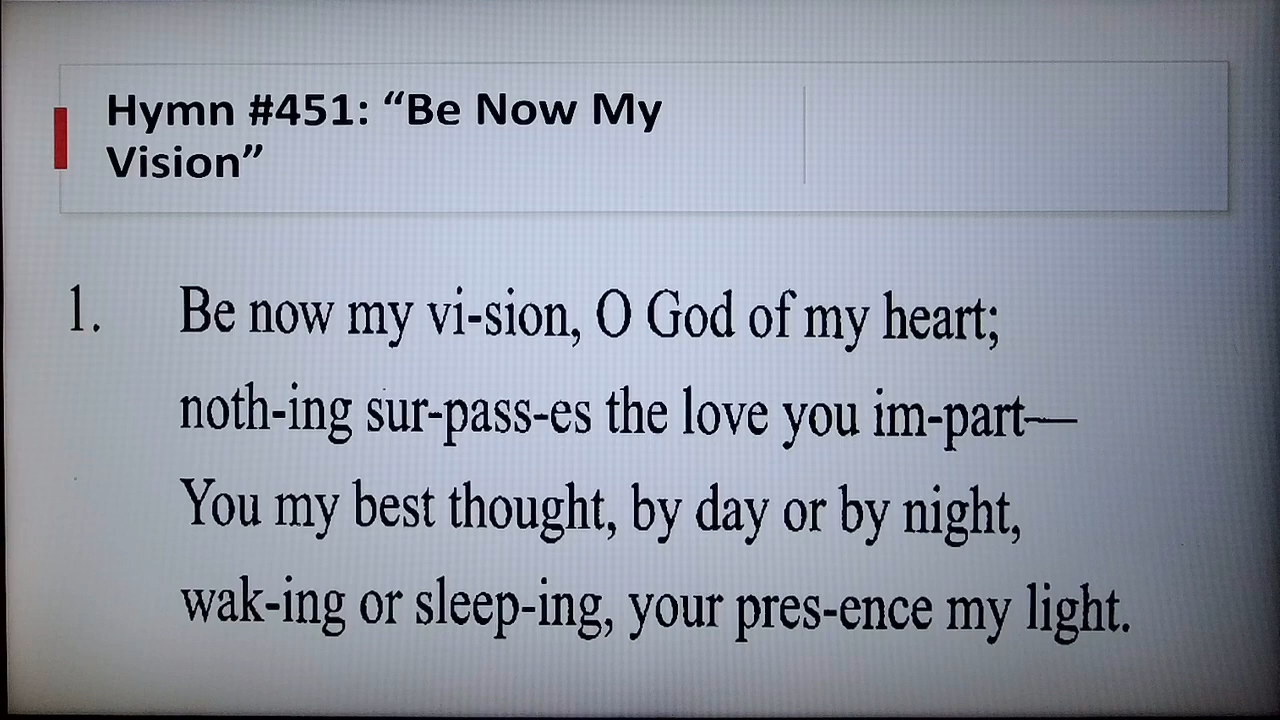 Hymn #451: “Be Now My
Vision”
1. Be now my vi-sion, O God of my heart;
noth-ing sur-pass-es the love you im-part—
You my best thought, by day or by night,
wak-ing or sleep-ing, your pres-ence my light.